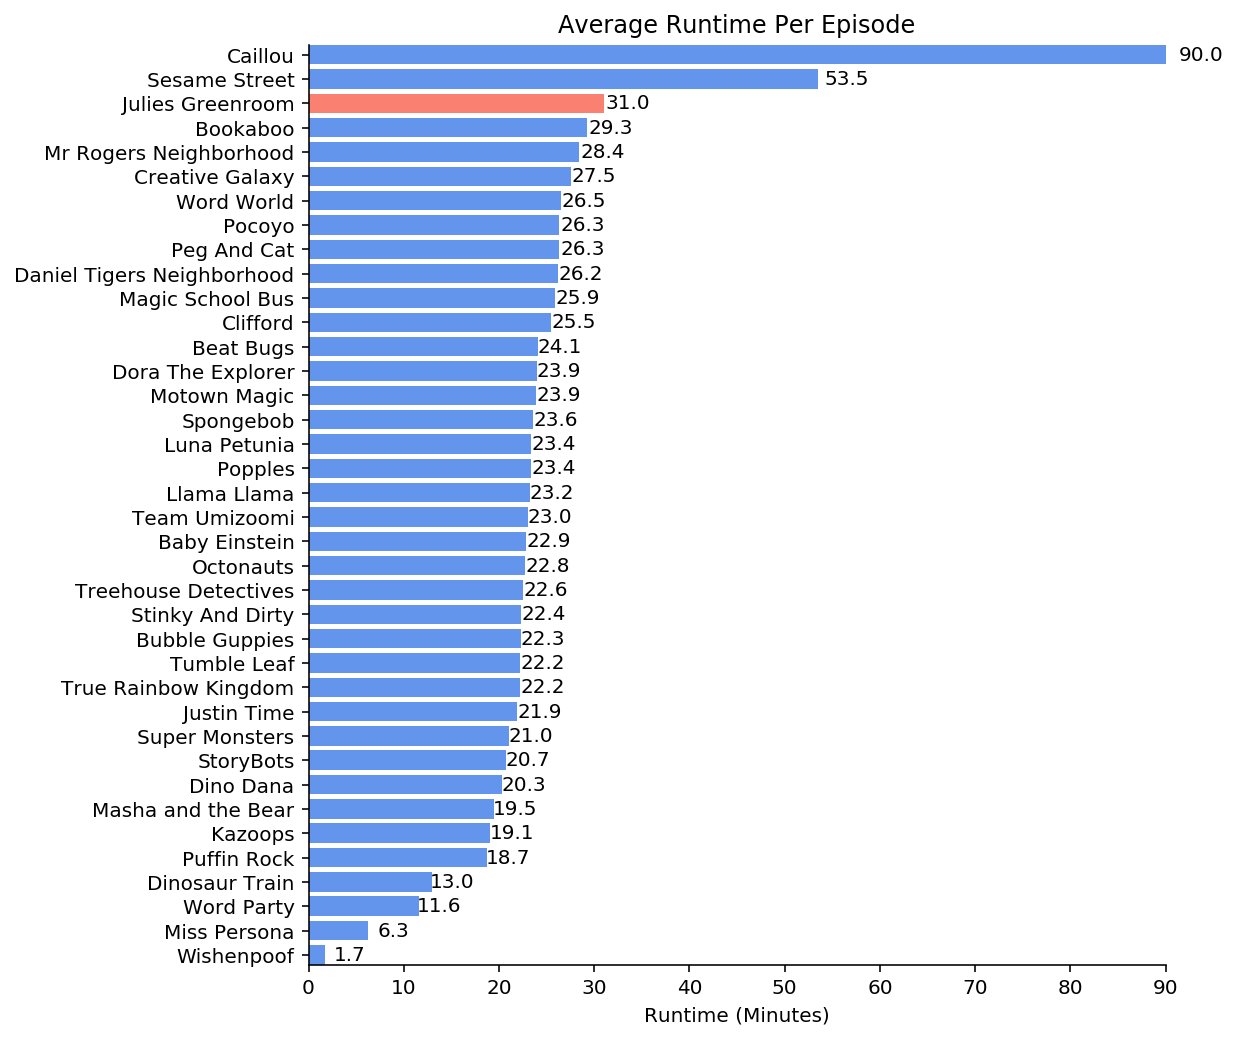 Average Runtime Per Episode
Caillou 90.0
Sesame Street 53.5
Julies Greenroom 31.0
Bookaboo 29.3
Mr Rogers Neighborhood 28.4
Creative Galaxy 27.5
Word World 26.5
Pocoyo 26.3
Peg And Cat 26.3
Daniel Tigers Neighborhood 26.2
Magic School Bus 25.9
Clifford 25.5
Beat Bugs 24.1
Dora The Explorer 23.9
Motown Magic 23.9
Spongebob 23.6
Luna Petunia 23.4
Popples 23.4
Llama Llama 23.2
Team Umizoomi 23.0
Baby Einstein 22.9
Octonauts 22.8
Treehouse Detectives 22.6
Stinky And Dirty 22.4
Bubble Guppies 22.3
Tumble Leaf 22.2
True Rainbow Kingdom 22.2
Justin Time 21.9
Super Monsters 21.0
StoryBots 20.7
Dino Dana 20.3
Masha and the Bear 19.5
Kazoops 19.1
Puffin Rock 18.7
Dinosaur Train 13.0
Word Party 11.6
Miss Persona 6.3
Wishenpoof 1.7
0 10 20 30 40 50 60 70 80 90
Runtime (Minutes)